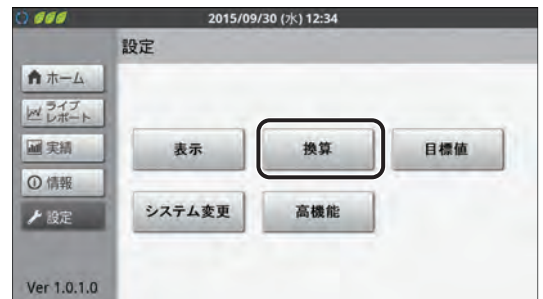 2015/09/30 (水) 12:34
設定
ホーム
ライブ
レポート
実績
情報
設定
表示
換算
目標値
システム変更
高機能
Ver 1.0.1.0